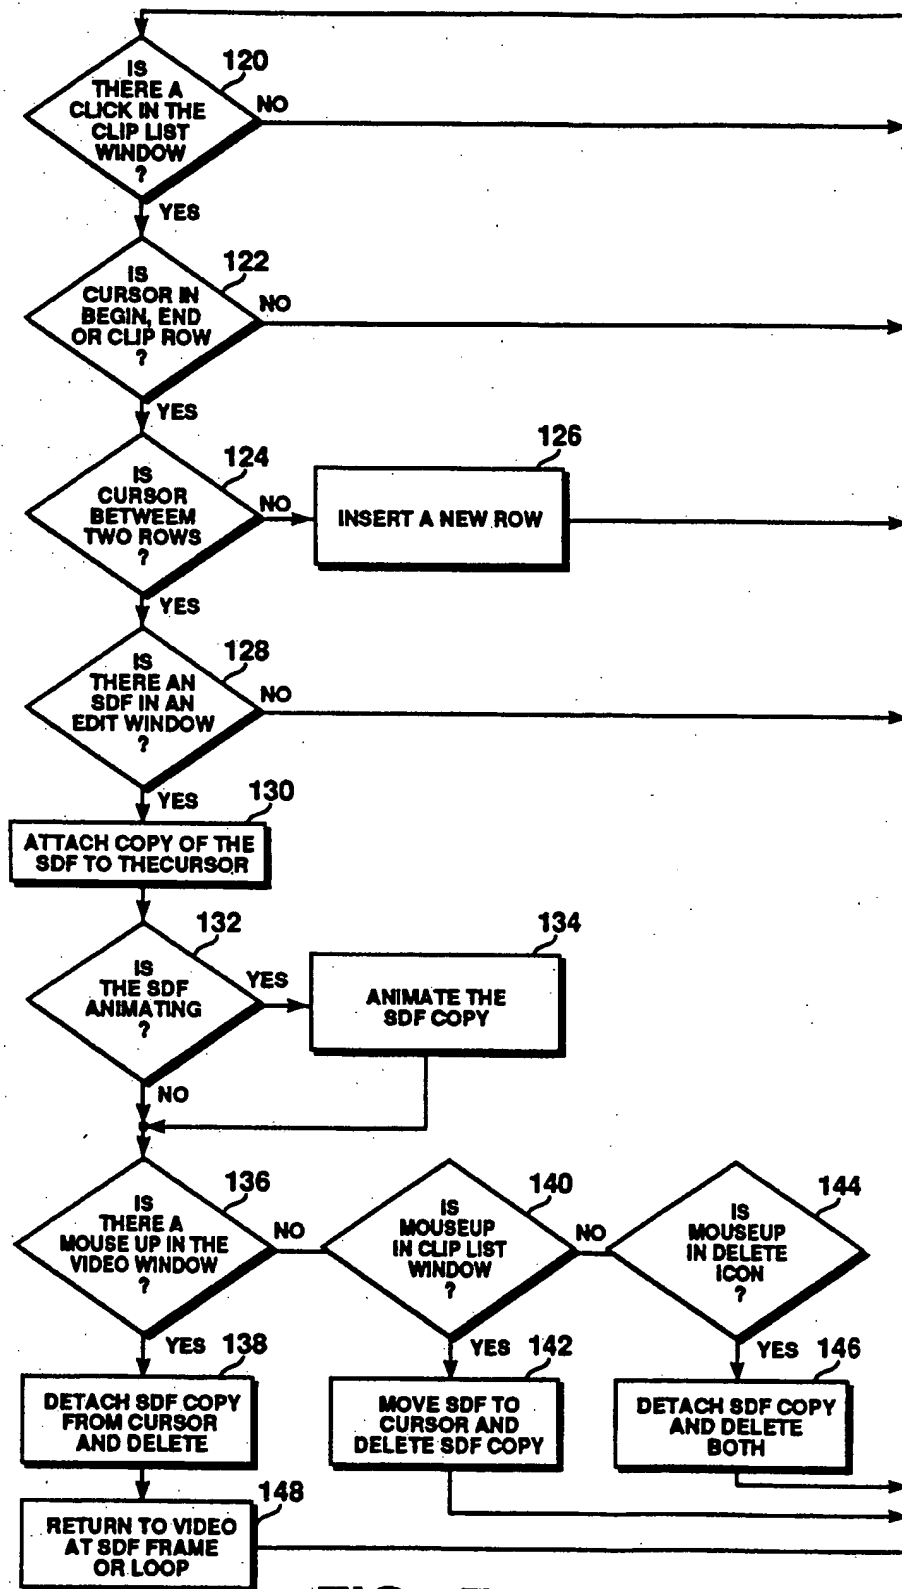 120
IS
THERE A
CLICK IN THE
CLIP LIST
WINDOW
?
NO
YES
122
IS
CURSOR IN
BEGIN, END
OR CLIP ROW
?
NO
YES
124
IS
CURSOR
BETWEEM
TWO ROWS
?
NO
126
INSERT A NEW ROW
YES
128
IS
THERE AN
SDF IN AN
EDIT WINDOW
?
NO
YES
130
ATTACH COPY OF THE
SDF TO THECURSOR
132
IS
THE SDF
ANIMATING
?
YES
134
ANIMATE THE
SDF COPY
NO
136
IS
THERE A
MOUSE UP IN THE
VIDEO WINDOW
?
NO
140
IS
MOUSEUP
IN CLIP LIST
WINDOW
?
NO
144
IS
MOUSEUP
IN DELETE
ICON
?
YES
138
DETACH SDF COPY
FROM CURSOR
AND DELETE
YES
142
MOVE SDF TO
CURSOR AND
DELETE SDF COPY
YES
146
DETACH SDF COPY
AND DELETE
BOTH
148
RETURN TO VIDEO
AT SDF FRAME
OR LOOP